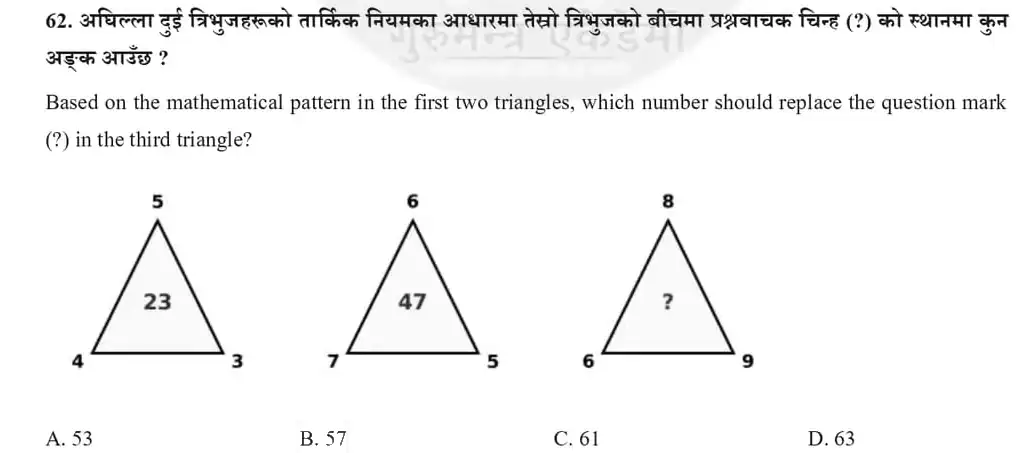 62. अघिल्ला दुई त्रिभुजहरूको तार्किक नियमका आधारमा तेस्रो त्रिभुजको बीचमा प्रश्नवाचक चिन्ह (?) को स्थानमा कुन
अङ्क आउँछ ?
गुरुमन्त्र एकेडेमी
Based on the mathematical pattern in the first two triangles, which number should replace the question mark
(?) in the third triangle?
5 6 8
23 47 ?
4 3 7 5 6 9
A. 53 B. 57 C. 61 D. 63